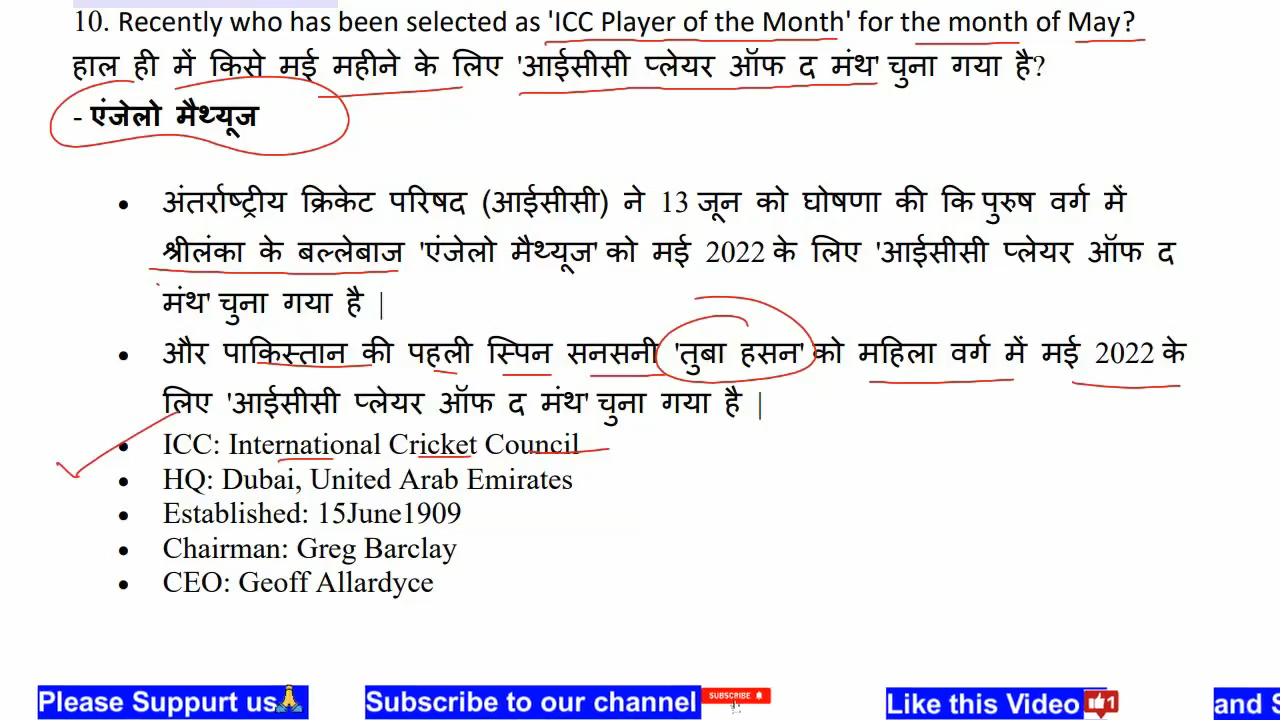 10. Recently who has been selected as 'ICC Player of the Month' for the month of May?
हाल ही में किसे मई महीने के लिए 'आईसीसी प्लेयर ऑफ द मंथ' चुना गया है?
- एंजेलो मैथ्यूज
• अंतर्राष्ट्रीय क्रिकेट परिषद (आईसीसी) ने 13 जून को घोषणा की कि पुरुष वर्ग में
श्रीलंका के बल्लेबाज 'एंजेलो मैथ्यूज' को मई 2022 के लिए 'आईसीसी प्लेयर ऑफ द
मंथ' चुना गया है |
• और पाकिस्तान की पहली स्पिन सनसनी 'तुबा हसन' को महिला वर्ग में मई 2022 के
लिए 'आईसीसी प्लेयर ऑफ द मंथ' चुना गया है |
• ICC: International Cricket Council
• HQ: Dubai, United Arab Emirates
• Established: 15June1909
• Chairman: Greg Barclay
• CEO: Geoff Allardyce
Please Suppurt us Subscribe to our channel SUBSCRIBE Like this Video 1 and S